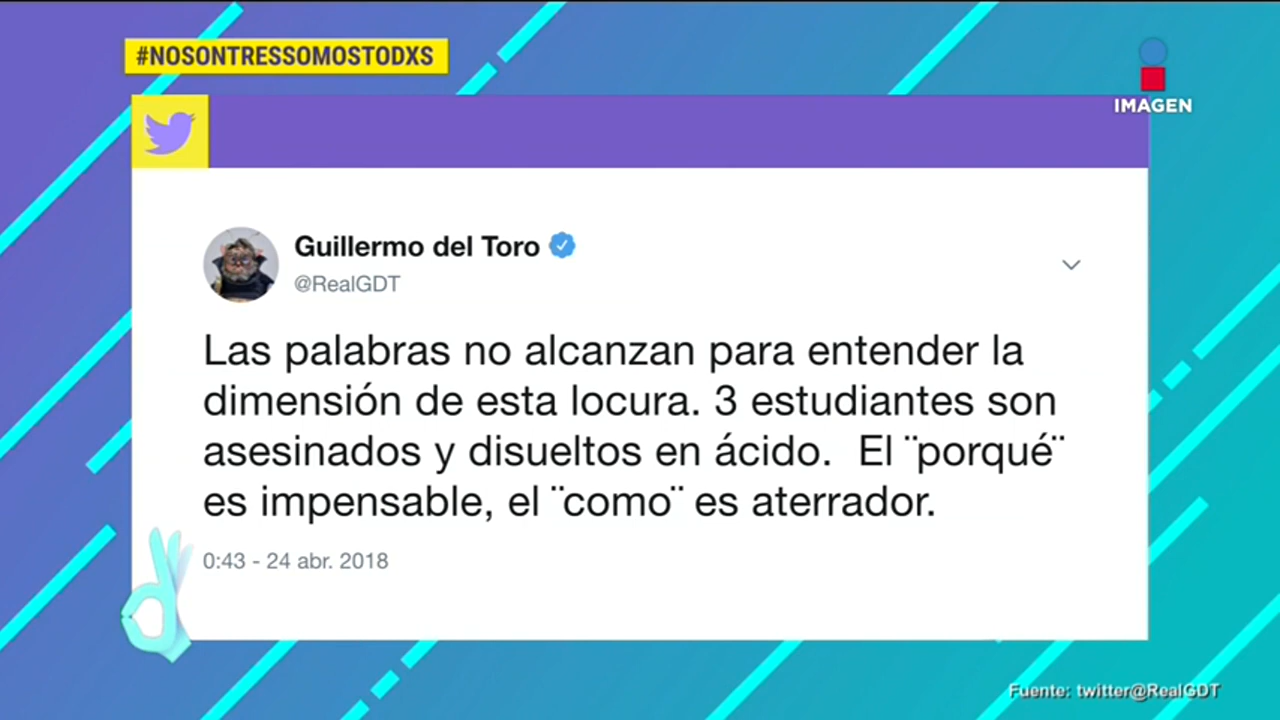 #NOSONTRESSOMOSTODXS
IMAGEN
Guillermo del Toro
@RealGDT
Las palabras no alcanzan para entender la
dimensión de esta locura. 3 estudiantes son
asesinados y disueltos en ácido.  El ¨porqué¨
es impensable, el ¨como¨ es aterrador.
0:43 - 24 abr. 2018
Fuente: twitter@RealGDT